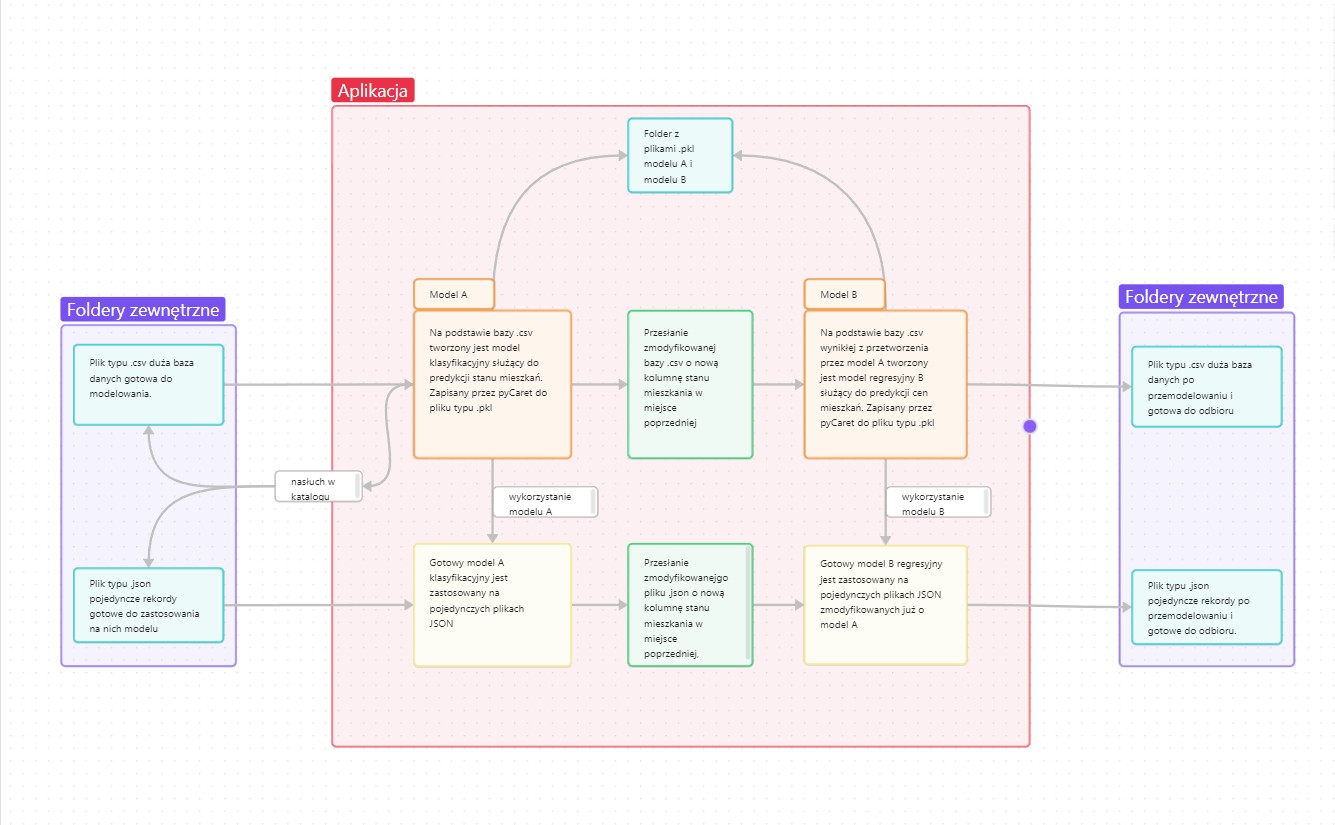 Aplikacja
Folder z
plikami .pkl
modelu A i
modelu B
Foldery zewnętrzne
Plik typu .csv duża baza
danych gotowa do
modelowania.
nasłuch w
katalogu
Plik typu .json
pojedyncze rekordy
gotowe do zastosowania
na nich modelu
Model A
Na podstawie bazy .csv
tworzony jest model
klasyfikacyjny służący do
predykcji stanu mieszkań.
Zapisany przez pyCaret do
pliku typu .pkl
Przesłanie
zmodyfikowanej
bazy .csv o nową
kolumnę stanu
mieszkania w
miejsce
poprzedniej
Model B
Na podstawie bazy .csv
wynikłej z przetworzenia
przez model A tworzony
jest model regresyjny B
służący do predykcji cen
mieszkań. Zapisany przez
pyCaret do pliku typu .pkl
wykorzystanie
modelu A
wykorzystanie
modelu B
Gotowy model A
klasyfikacyjny jest
zastosowany na
pojedynczych plikach
JSON
Przesłanie
zmodyfikowanejgo
pliku .json o nową
kolumnę stanu
mieszkania w
miejsce
poprzedniej.
Gotowy model B regresyjny
jest zastosowany na
pojedynczych plikach JSON
zmodyfikowanych już o
model A
Foldery zewnętrzne
Plik typu .csv duża baza
danych po
przemodelowaniu i
gotowa do odbioru
Plik typu .json
pojedyncze rekordy po
przemodelowaniu i
gotowe do odbioru.